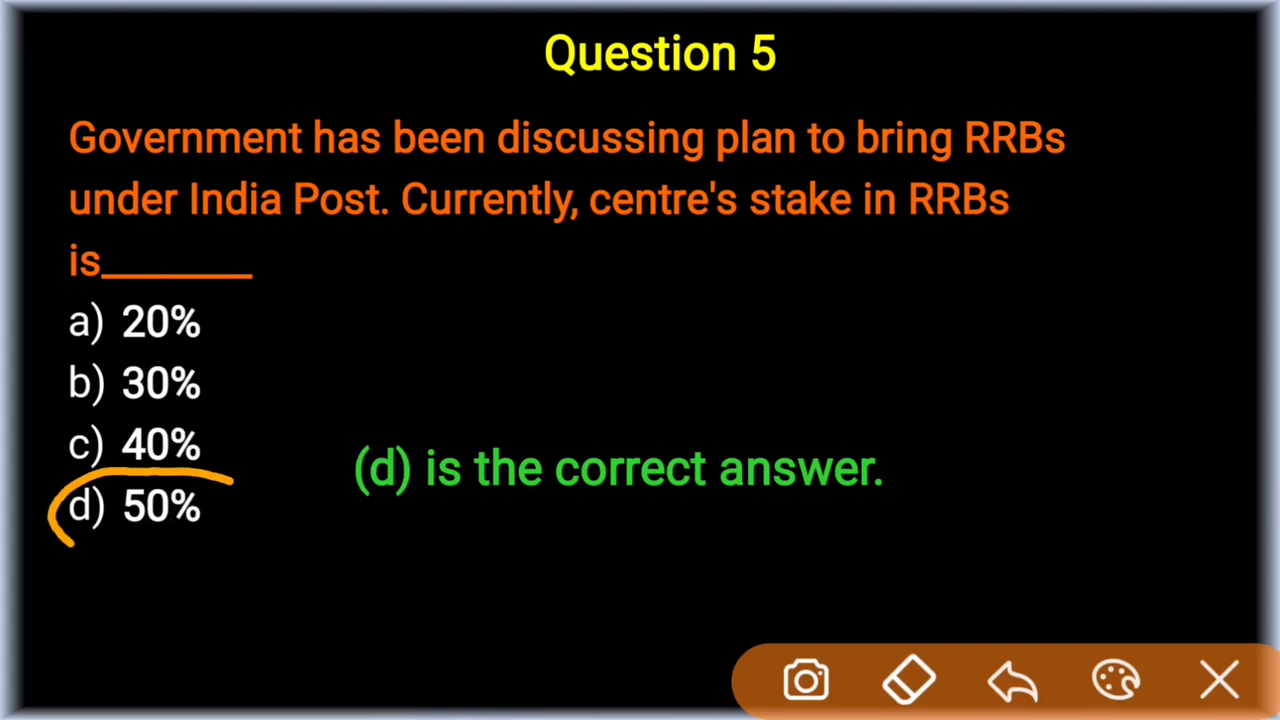 Question 5
Government has been discussing plan to bring RRBs
under India Post. Currently, centre's stake in RRBs
is_______
a) 20%
b) 30%
c) 40%
(d) is the correct answer.
d) 50%